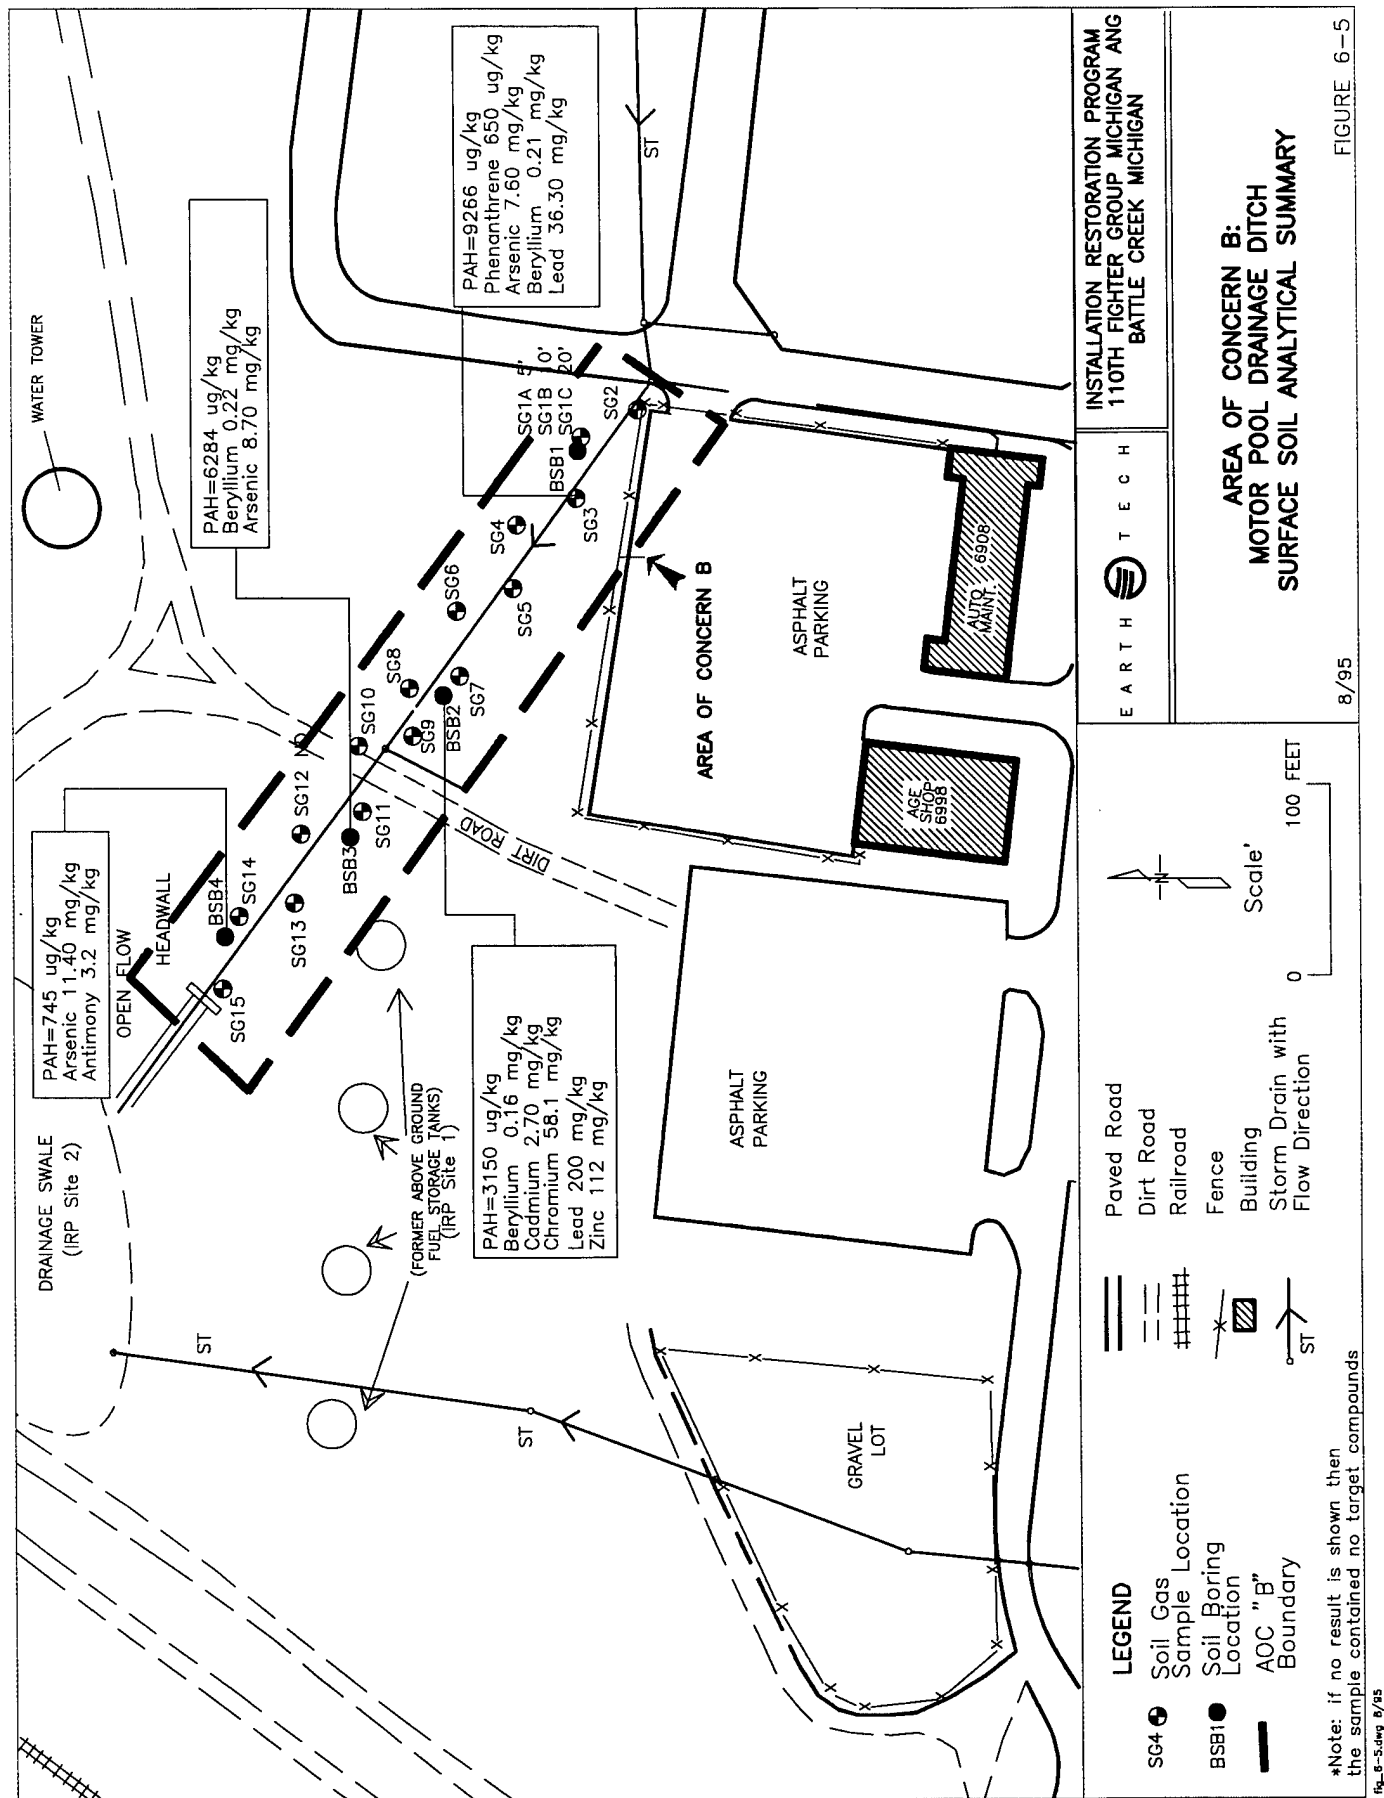 WATER TOWER
PAH=6284 ug/kg
Beryllium 0.22 mg/kg
Arsenic 8.70 mg/kg
PAH=9266 ug/kg
Phenanthrene 650 ug/kg
Arsenic 7.60 mg/kg
Beryllium 0.21 mg/kg
Lead 36.30 mg/kg
ST
PAH=745 ug/kg
Arsenic 11.40 mg/kg
Antimony 3.2 mg/kg
OPEN FLOW
HEADWALL
DRAINAGE SWALE
(IRP Site 2)
SG15
BSB4
SG14
SG13
SG12
ND
BSB3
SG11
SG10
SG9
SG8
BSB2
SG7
SG6
SG5
SG4
SG3
BSB1
SG1A 5'
SG1B 10'
SG1C 20'
SG2
DIRT ROAD
AREA OF CONCERN B
(FORMER ABOVE GROUND
FUEL STORAGE TANKS)
(IRP Site 1)
PAH=3150 ug/kg
Beryllium 0.16 mg/kg
Cadmium 2.70 mg/kg
Chromium 58.1 mg/kg
Lead 200 mg/kg
Zinc 112 mg/kg
ST
ST
ASPHALT
PARKING
ASPHALT
PARKING
GRAVEL
LOT
AGE
SHOP
6998
AUTO
MAINT.
6908
LEGEND
SG4
Soil Gas
Sample Location
BSB1
Soil Boring
Location
AOC "B"
Boundary
Paved Road
Dirt Road
Railroad
Fence
Building
ST
Storm Drain with
Flow Direction
*Note: if no result is shown then
the sample contained no target compounds
N
Scale'
0
100 FEET
EARTH TECH
INSTALLATION RESTORATION PROGRAM
110TH FIGHTER GROUP MICHIGAN ANG
BATTLE CREEK MICHIGAN
AREA OF CONCERN B:
MOTOR POOL DRAINAGE DITCH
SURFACE SOIL ANALYTICAL SUMMARY
8/95
FIGURE 6-5
fig_6-5.dwg 8/95